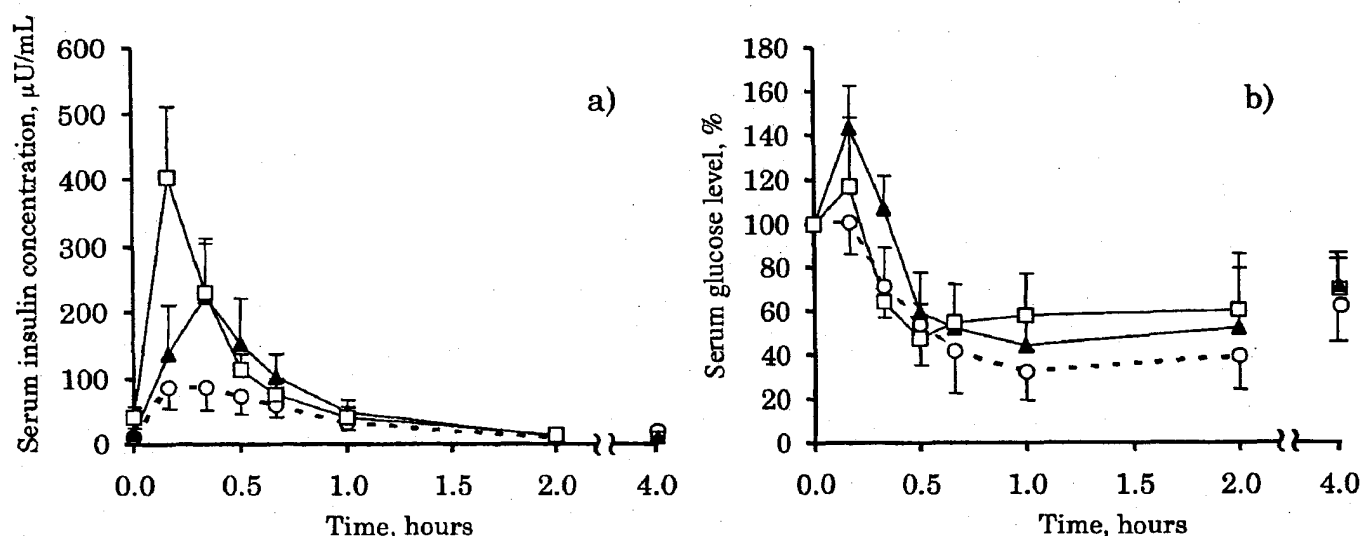 Serum insulin concentration, µU/mL
600
500
400
300
200
100
0
a)
0.0 0.5 1.0 1.5 2.0 4.0
Time, hours
Serum glucose level, %
180
160
140
120
100
80
60
40
20
0
b)
0.0 0.5 1.0 1.5 2.0 4.0
Time, hours